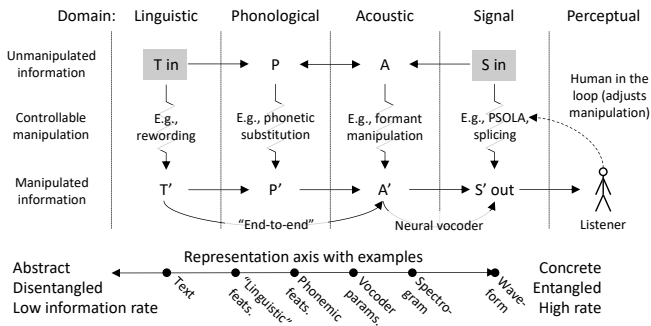 Domain: Linguistic Phonological Acoustic Signal Perceptual
Unmanipulated
information
T in P A S in
Human in the
loop (adjusts
manipulation)
Controllable
manipulation
E.g.,
rewording
E.g., phonetic
substitution
E.g., formant
manipulation
E.g., PSOLA,
splicing
Manipulated
information
T’ P’ A’ S’ out
Listener
“End-to-end” Neural vocoder
Representation axis with examples
Abstract
Disentangled
Low information rate
Text
“Linguistic”
feats.
Phonemic
feats.
Vocoder
params.
Spectro-
gram
Wave-
form
Concrete
Entangled
High rate